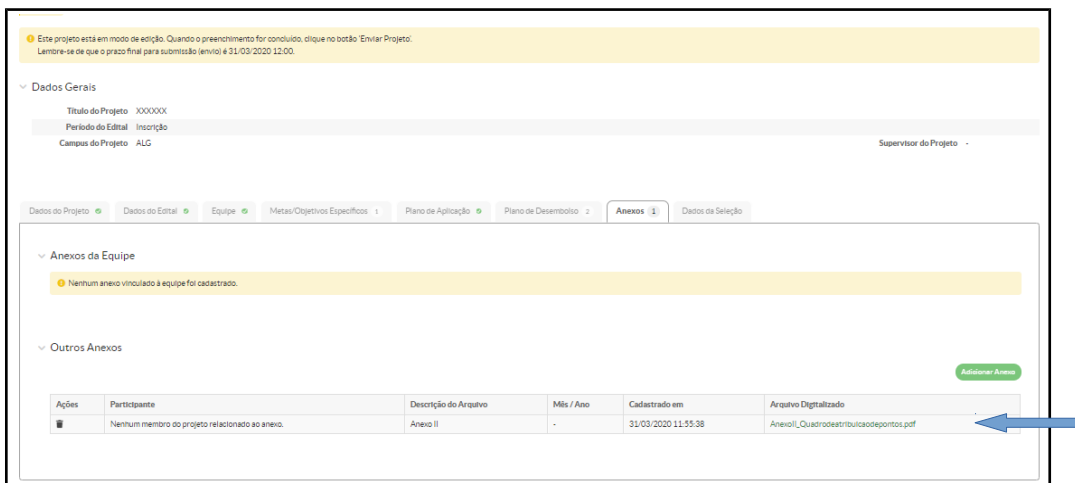 Este projeto está em modo de edição. Quando o preenchimento for concluído, clique no botão 'Enviar Projeto'.
Lembre-se de que o prazo final para submissão (envio) é 31/03/2020 12:00.
Dados Gerais
Título do Projeto XXXXXX
Período do Edital Inscrição
Campus do Projeto ALG Supervisor do Projeto -
Dados do Projeto Dados do Edital Equipe Metas/Objetivos Específicos 1 Plano de Aplicação Plano de Desembolso 2 Anexos 1 Dados da Seleção
Anexos da Equipe
Nenhum anexo vinculado à equipe foi cadastrado.
Outros Anexos
Adicionar Anexo
Ações Participante Descrição do Arquivo Mês / Ano Cadastrado em Arquivo Digitalizado
Nenhum membro do projeto relacionado ao anexo. Anexo II - 31/03/2020 11:55:38 AnexoII_Quadrodeatribuicaodepontos.pdf